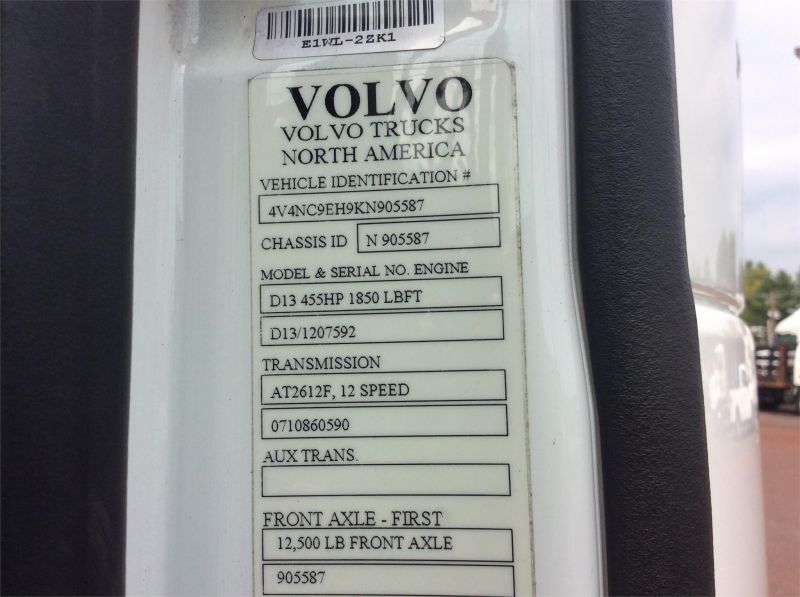 E1WL-2ZK1
VOLVO
VOLVO TRUCKS
NORTH AMERICA
VEHICLE IDENTIFICATION #
4V4NC9EH9KN905587
CHASSIS ID N 905587
MODEL & SERIAL NO. ENGINE
D13 455HP 1850 LBFT
D13/1207592
TRANSMISSION
AT2612F, 12 SPEED
0710860590
AUX TRANS.
FRONT AXLE - FIRST
12,500 LB FRONT AXLE
905587